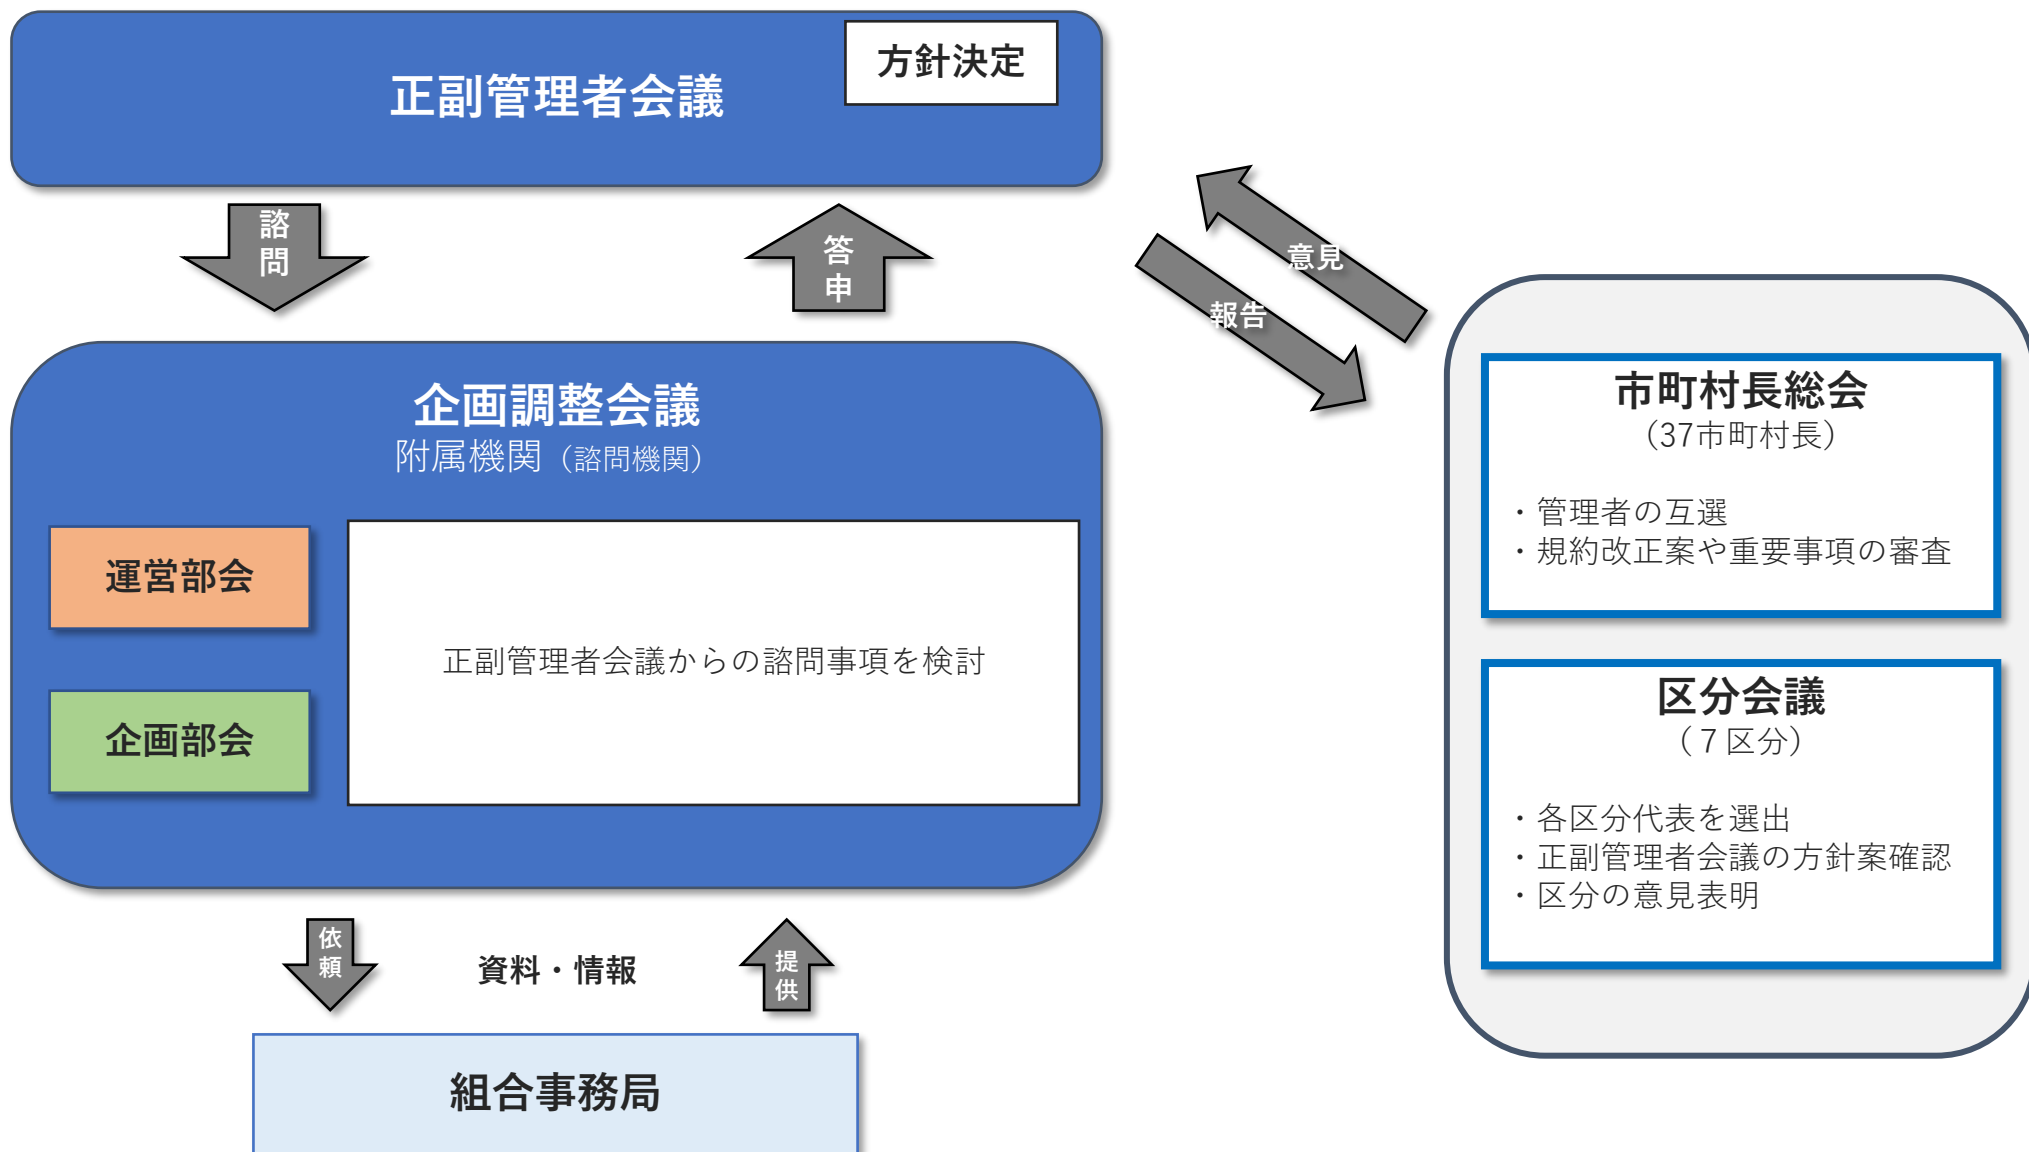 正副管理者会議
方針決定
諮問
答申
意見
報告
企画調整会議
附属機関（諮問機関）
運営部会
企画部会
正副管理者会議からの諮問事項を検討
市町村長総会
（37市町村長）
・管理者の互選
・規約改正案や重要事項の審査
区分会議
（７区分）
・各区分代表を選出
・正副管理者会議の方針案確認
・区分の意見表明
依頼
資料・情報
提供
組合事務局